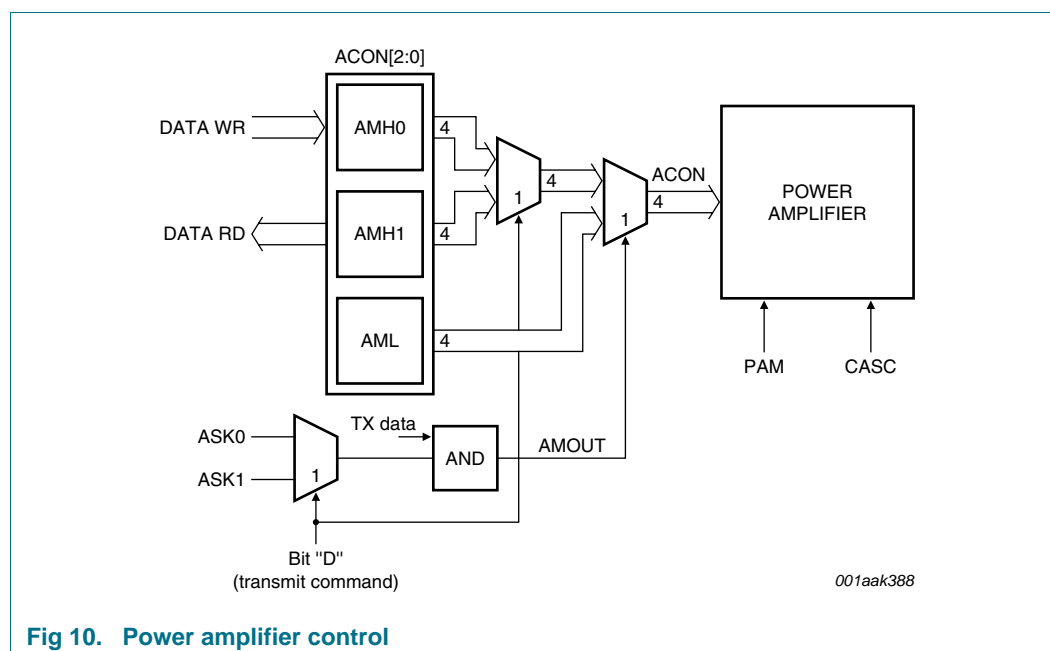 ACON[2:0]
DATA WR
AMH0
4
AMH1
4
DATA RD
AML
4
1
4
1
ACON
4
POWER
AMPLIFIER
PAM
CASC
ASK0
ASK1
1
TX data
AND
AMOUT
Bit "D"
(transmit command)
001aak388
Fig 10. Power amplifier control